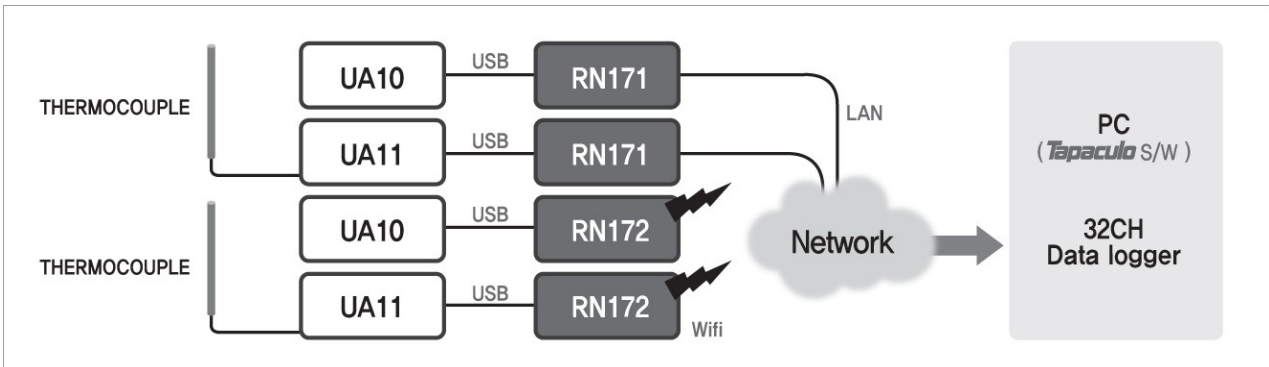 THERMOCOUPLE
UA10
USB
RN171
UA11
USB
RN171
LAN
THERMOCOUPLE
UA10
USB
RN172
UA11
USB
RN172
Wifi
Network
PC
( Tapaculo S/W )
32CH
Data logger